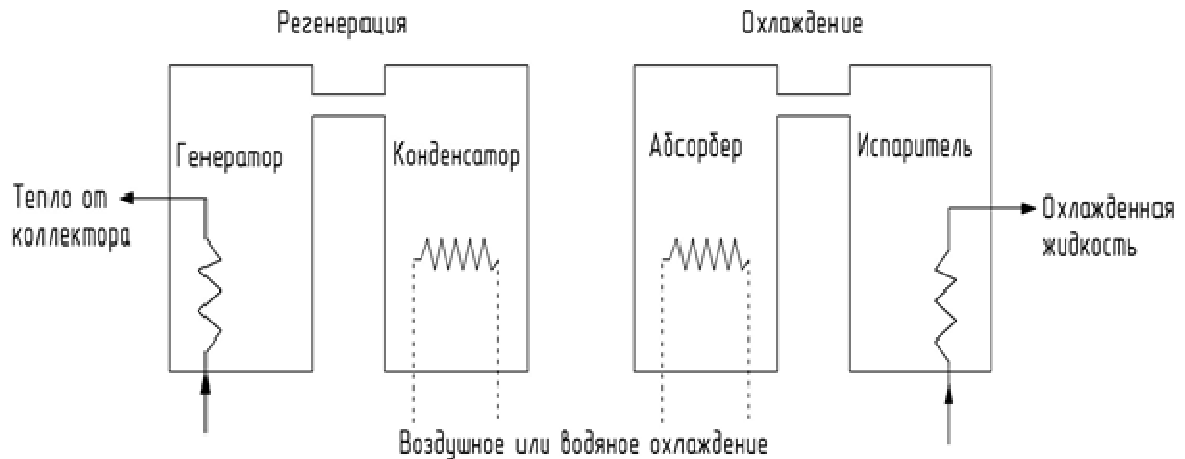 Регенерация
Охлаждение
Генератор
Конденсатор
Абсорбер
Испаритель
Тепло от
коллектора
Охлажденная
жидкость
Воздушное или водяное охлаждение